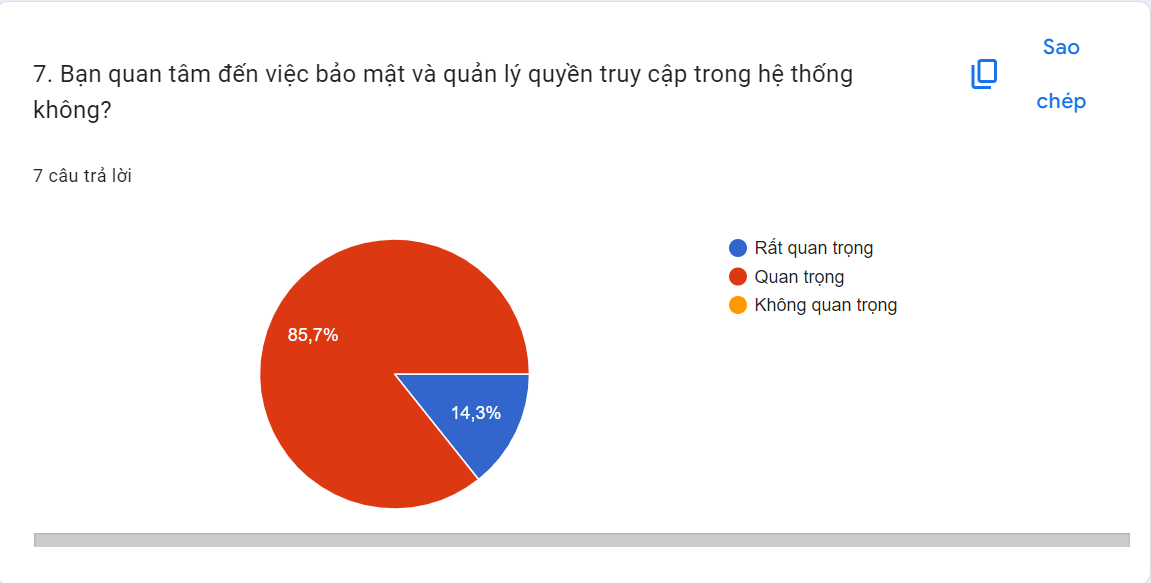 7. Bạn quan tâm đến việc bảo mật và quản lý quyền truy cập trong hệ thống
không?
Sao
chép
7 câu trả lời
85,7%
14,3%
Rất quan trọng
Quan trọng
Không quan trọng